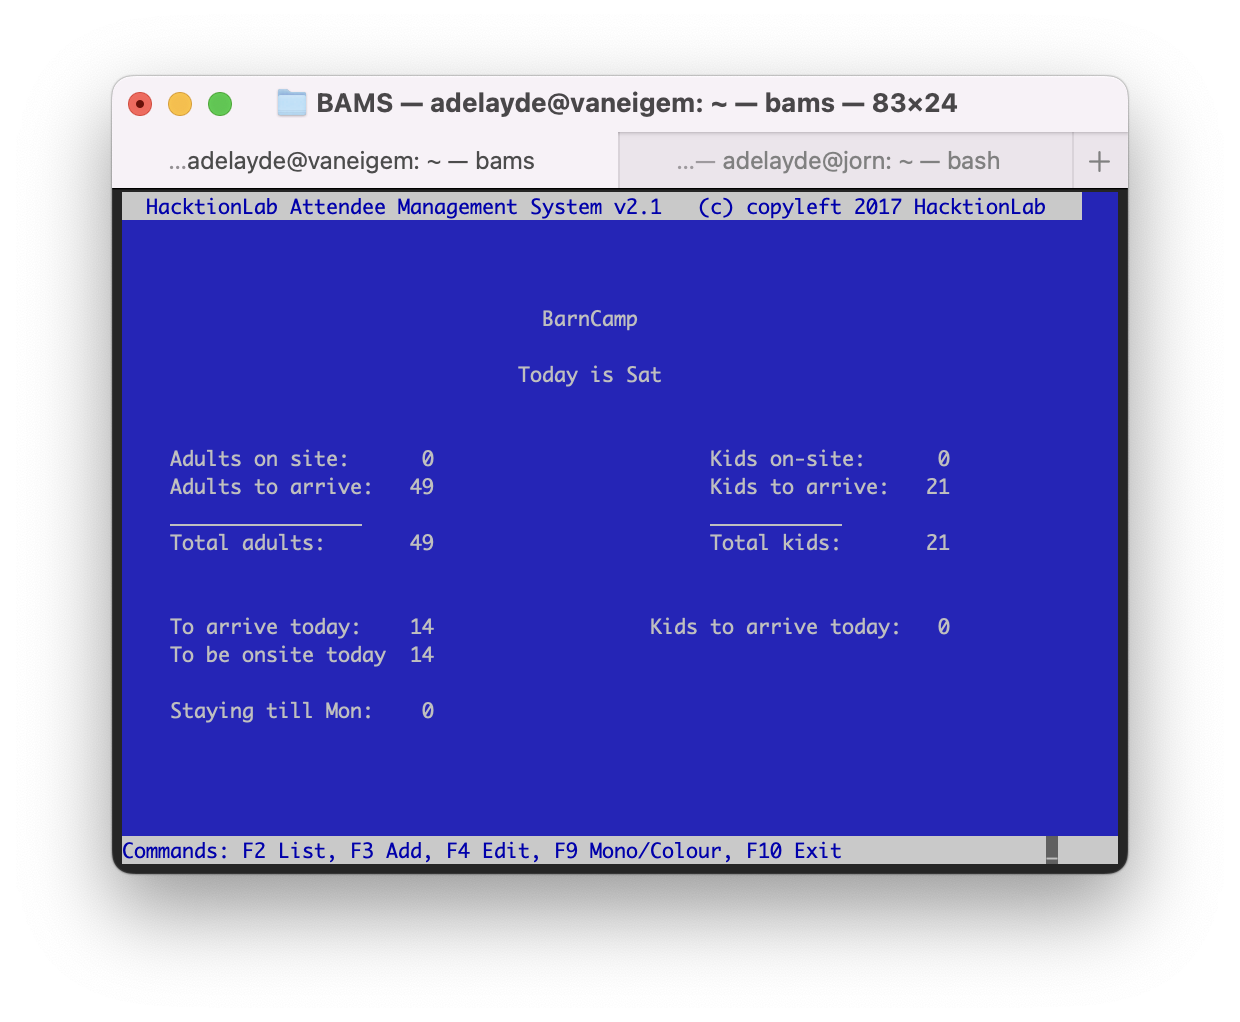 BAMS — adelayde@vaneigem: ~ — bams — 83×24
...adelayde@vaneigem: ~ — bams
...— adelayde@jorn: ~ — bash
+
HacktionLab Attendee Management System v2.1 (c) copyleft 2017 HacktionLab
BarnCamp
Today is Sat
Adults on site: 0 Kids on-site: 0
Adults to arrive: 49 Kids to arrive: 21
Total adults: 49 Total kids: 21
To arrive today: 14 Kids to arrive today: 0
To be onsite today 14
Staying till Mon: 0
Commands: F2 List, F3 Add, F4 Edit, F9 Mono/Colour, F10 Exit